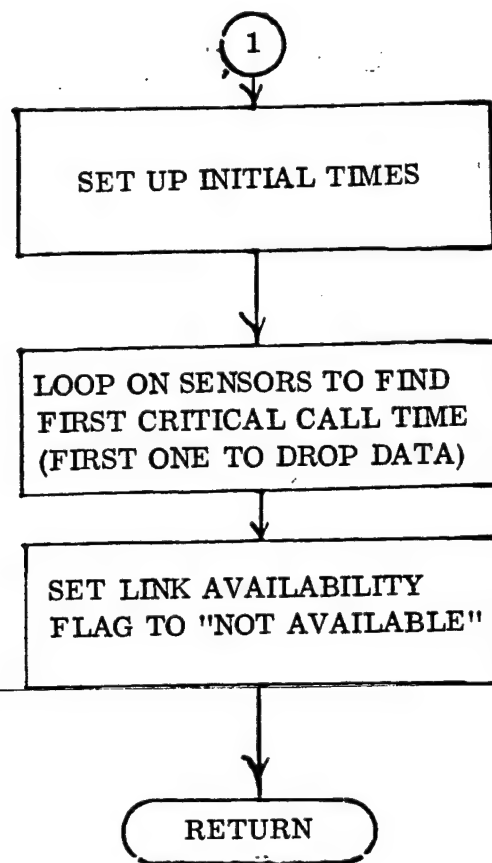 1
SET UP INITIAL TIMES
LOOP ON SENSORS TO FIND
FIRST CRITICAL CALL TIME
(FIRST ONE TO DROP DATA)
SET LINK AVAILABILITY
FLAG TO "NOT AVAILABLE"
RETURN